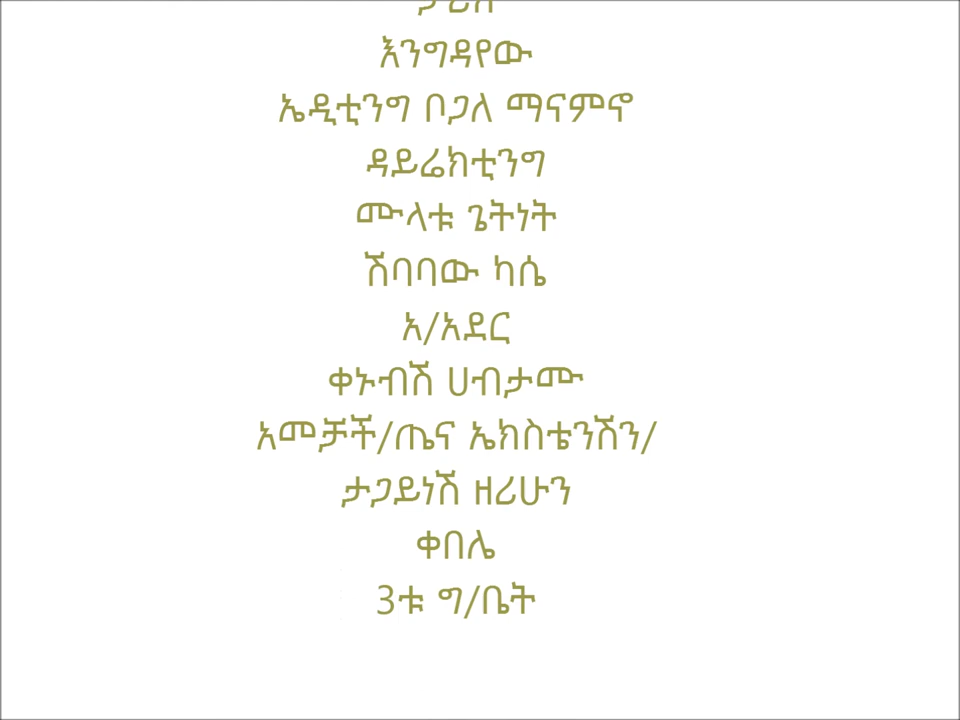 እንግዳየው
ኤዲቲንግ ቦጋለ ማናምኖ
ዳይሬክቲንግ
ሙላቱ ጌትነት
ሽባባው ካሴ
አ/አደር
ቀኑብሽ ሀብታሙ
አመቻች/ጤና ኤክስቴንሽን/
ታጋይነሽ ዘሪሁን
ቀበሌ
3ቱ ግ/ቤት